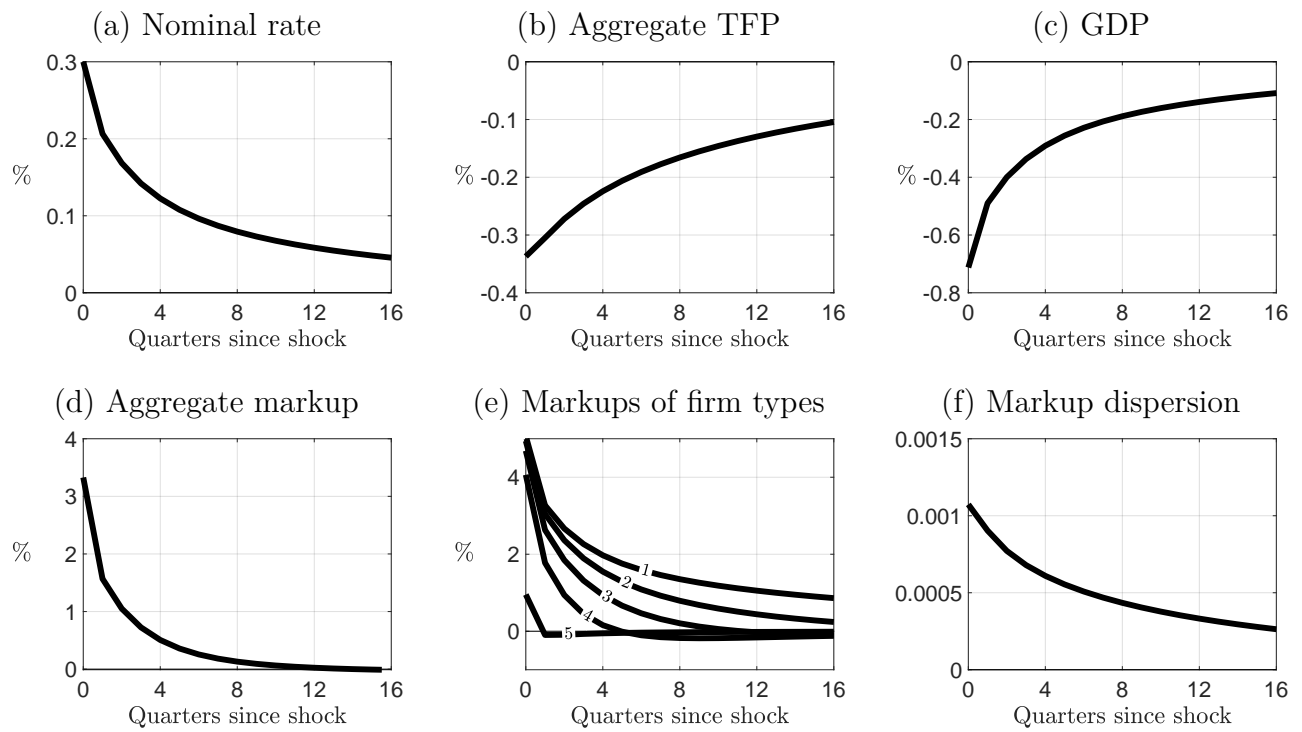 (a) Nominal rate
0.3
0.2
%
0.1
0
0 4 8 12 16
Quarters since shock
(b) Aggregate TFP
0
-0.1
%
-0.2
-0.3
-0.4
0 4 8 12 16
Quarters since shock
(c) GDP
0
-0.2
%
-0.4
-0.6
-0.8
0 4 8 12 16
Quarters since shock
(d) Aggregate markup
4
3
%
2
1
0
0 4 8 12 16
Quarters since shock
(e) Markups of firm types
4
%
2
0
1
2
3
4
5
0 4 8 12 16
Quarters since shock
(f) Markup dispersion
0.0015
0.001
0.0005
0
0 4 8 12 16
Quarters since shock